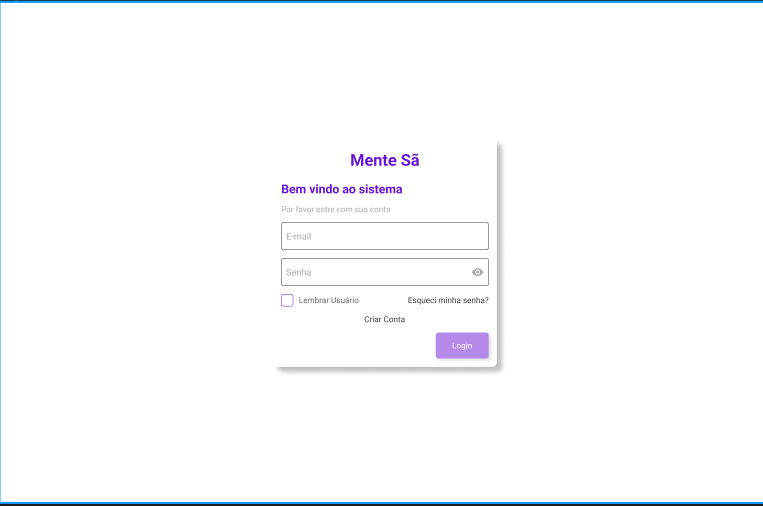 Mente Sã
Bem vindo ao sistema
Por favor entre com sua conta
E-mail
Senha
Lembrar Usuário Esqueci minha senha?
Criar Conta
Login